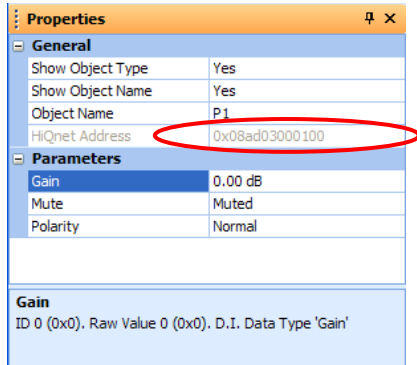 Properties
General
Show Object Type Yes
Show Object Name Yes
Object Name P1
HiQnet Address 0x08ad03000100
Parameters
Gain 0.00 dB
Mute Muted
Polarity Normal
Gain
ID 0 (0x0). Raw Value 0 (0x0). D.I. Data Type 'Gain'